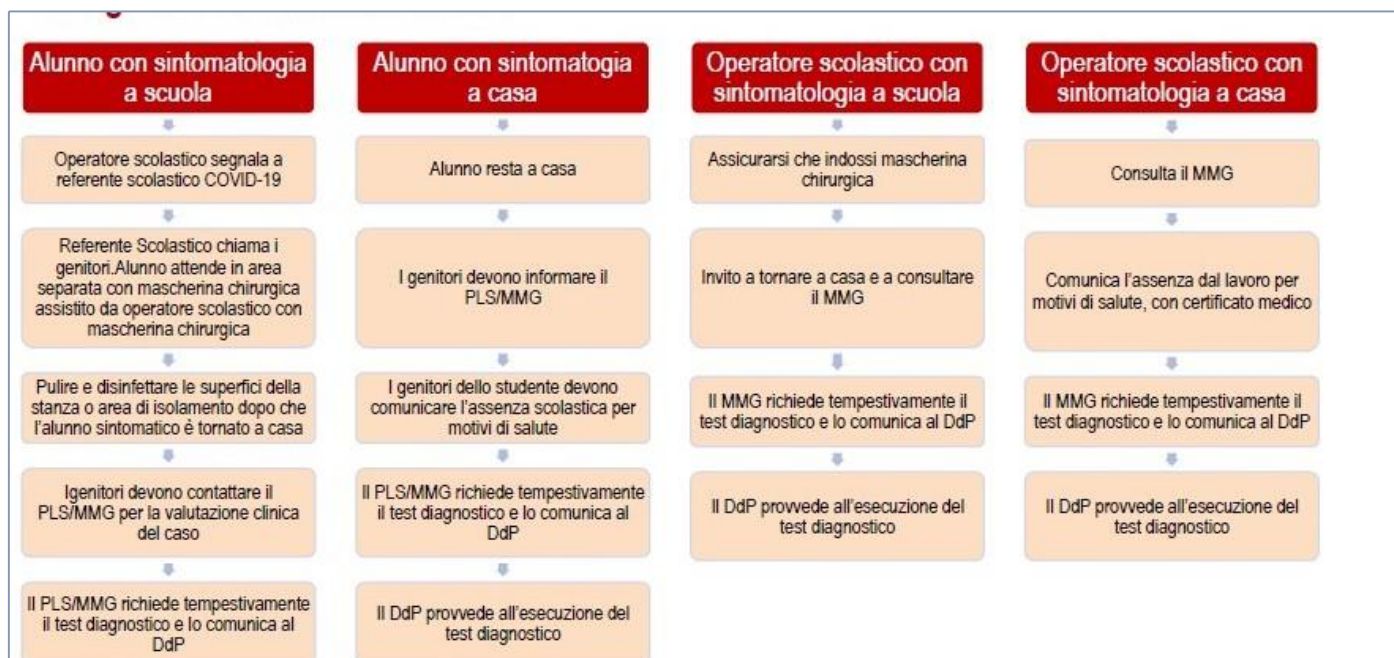 Alunno con sintomatologia
a scuola
Operatore scolastico segnala a
referente scolastico COVID-19
Referente Scolastico chiama i
genitori.Alunno attende in area
separata con mascherina chirurgica
assistito da operatore scolastico con
mascherina chirurgica
Pulire e disinfettare le superfici della
stanza o area di isolamento dopo che
l'alunno sintomatico è tornato a casa
Igenitori devono contattare il
PLS/MMG per la valutazione clinica
del caso
Il PLS/MMG richiede tempestivamente
il test diagnostico e lo comunica al
DdP
Alunno con sintomatogia
a casa
Alunno resta a casa
I genitori devono informare il
PLS/MMG
I genitori dello studente devono
comunicare l'assenza scolastica per
motivi di salute
Il PLS/MMG richiede tempestivamente
il test diagnostico e lo comunica al
DdP
Il DdP provvede all'esecuzione del
test diagnostico
Operatore scolastico con
sintomatologia a scuola
Assicurarsi che indossi mascherina
chirurgica
Invito a tornare a casa e a consultare
il MMG
Il MMG richiede tempestivamente il
test diagnostico e lo comunica al DdP
Il DdP provvede all'esecuzione del
test diagnostico
Operatore scolastico con
sintomatologia a casa
Consulta il MMG
Comunica l'assenza dal lavoro per
motivi di salute, con certificato medico
Il MMG richiede tempestivamente il
test diagnostico e lo comunica al DdP
Il DdP provvede all'esecuzione del
test diagnostico